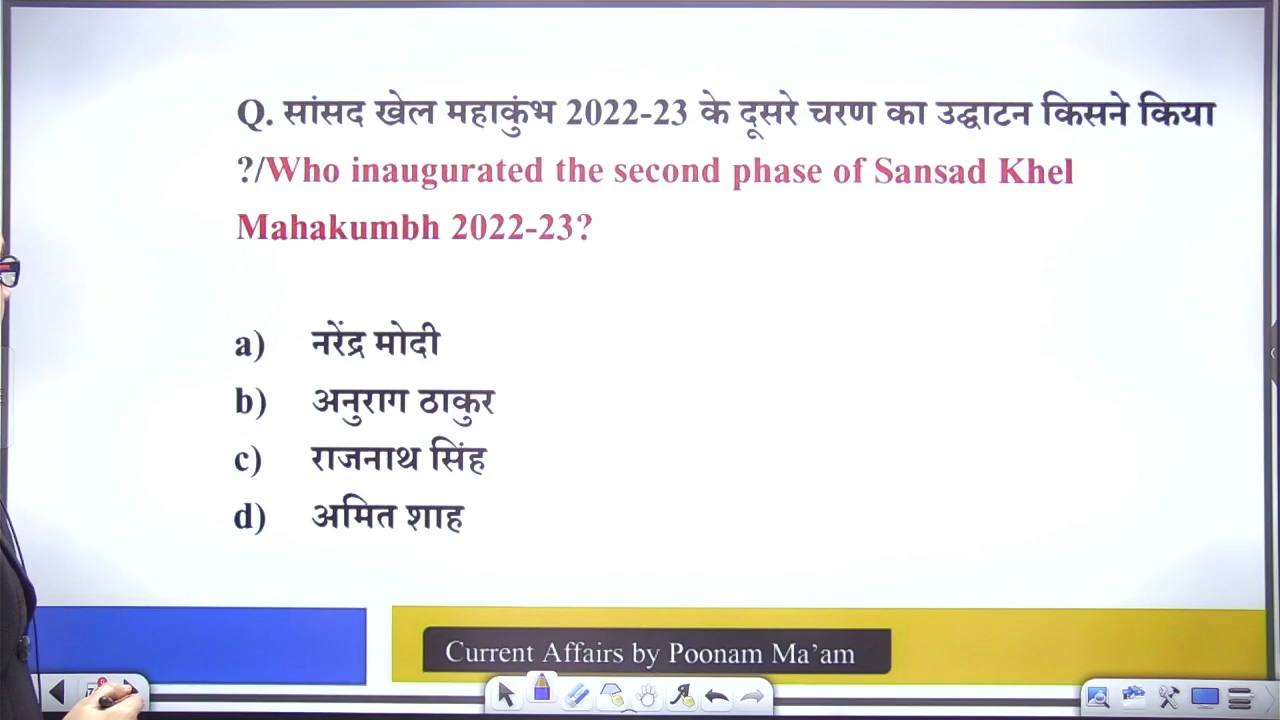 Q. सांसद खेल महाकुंभ 2022-23 के दूसरे चरण का उद्घाटन किसने किया
?/Who inaugurated the second phase of Sansad Khel
Mahakumbh 2022-23?
a) नरेंद्र मोदी
b) अनुराग ठाकुर
c) राजनाथ सिंह
d) अमित शाह
Current Affairs by Poonam Ma’am